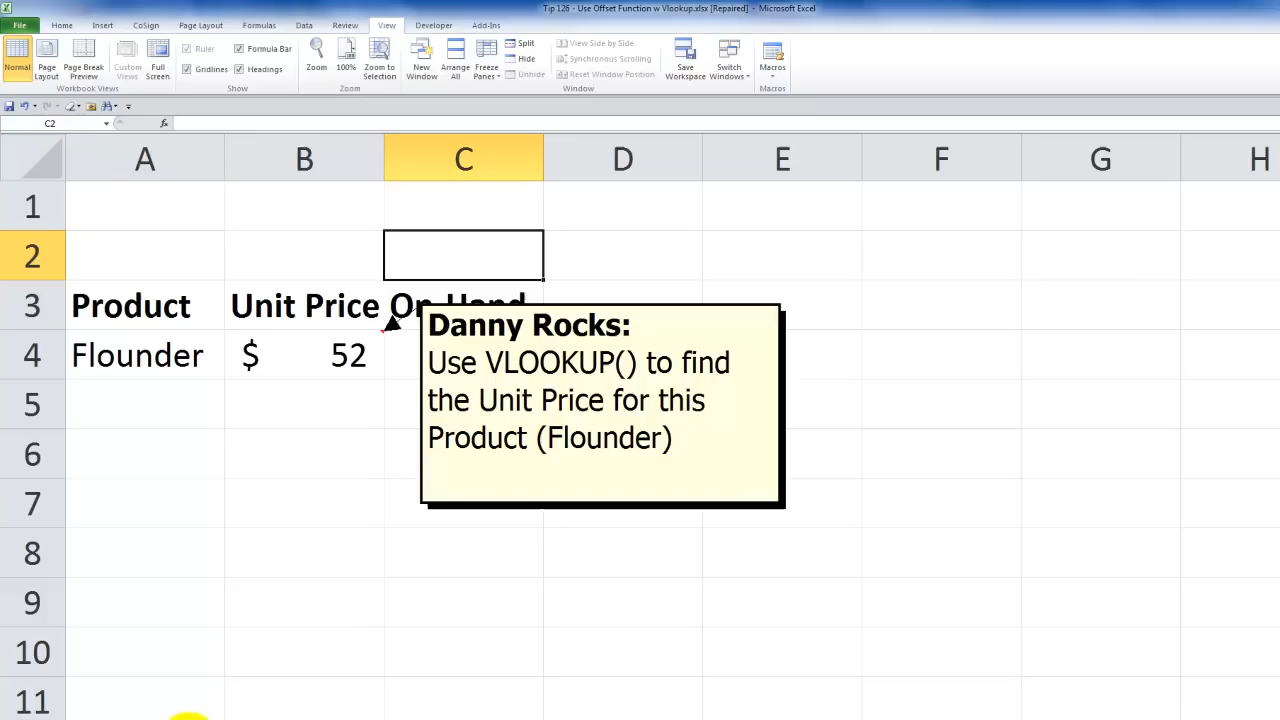 Tip 126 - Use Offset Function w Vlookup.xlsx [Repaired] - Microsoft Excel
File Home Insert CoSign Page Layout Formulas Data Review View Developer Add-Ins
Normal Page Layout Page Break Preview Custom Views Full Screen
Workbook Views
Ruler Formula Bar
Gridlines Headings
Show
Zoom 100% Zoom to Selection
Zoom
New Window Arrange All Freeze Panes
Split
Hide
Unhide
View Side by Side
Synchronous Scrolling
Reset Window Position
Window
Save Workspace Switch Windows
Macros
Macros
C2 fx
A B C D E F G H
1
2
3 Product Unit Price On Hand
4 Flounder $ 52
Danny Rocks:
Use VLOOKUP() to find
the Unit Price for this
Product (Flounder)
5
6
7
8
9
10
11